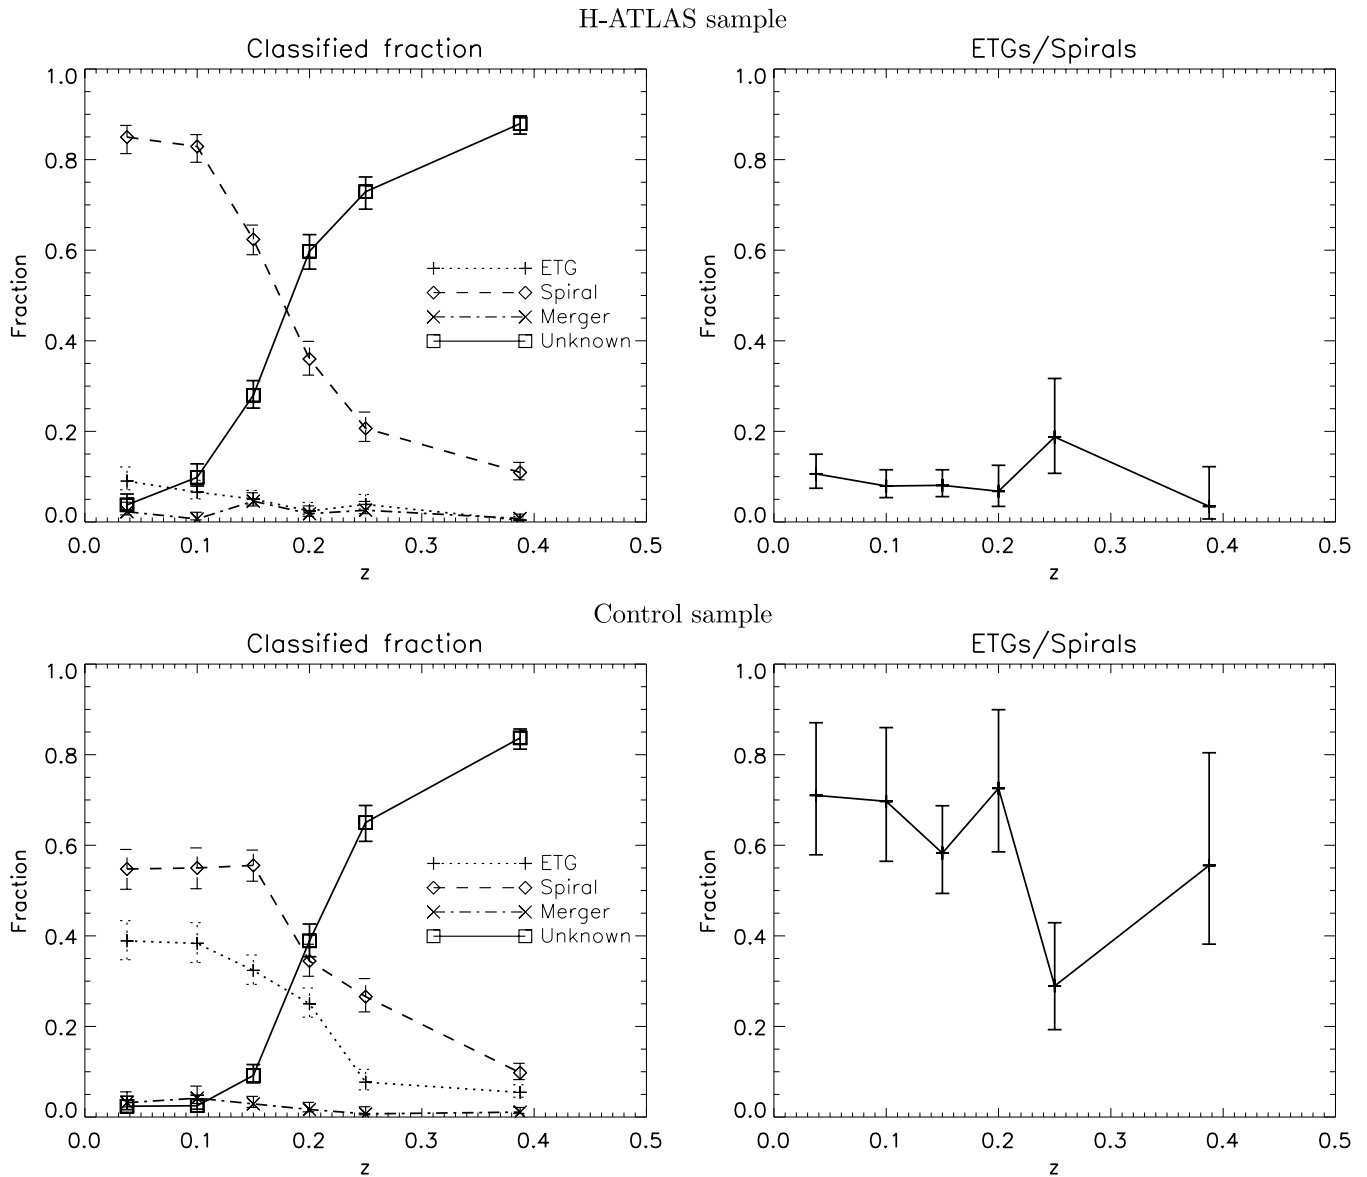 H-ATLAS sample
Classified fraction
ETGs/Spirals
1.0
0.8
0.6
0.4
0.2
0.0
Fraction
ETG
Spiral
Merger
Unknown
0.0 0.1 0.2 0.3 0.4 0.5
z
1.0
0.8
0.6
0.4
0.2
0.0
Fraction
0.0 0.1 0.2 0.3 0.4 0.5
z
Control sample
Classified fraction
ETGs/Spirals
1.0
0.8
0.6
0.4
0.2
0.0
Fraction
ETG
Spiral
Merger
Unknown
0.0 0.1 0.2 0.3 0.4 0.5
z
1.0
0.8
0.6
0.4
0.2
0.0
Fraction
0.0 0.1 0.2 0.3 0.4 0.5
z